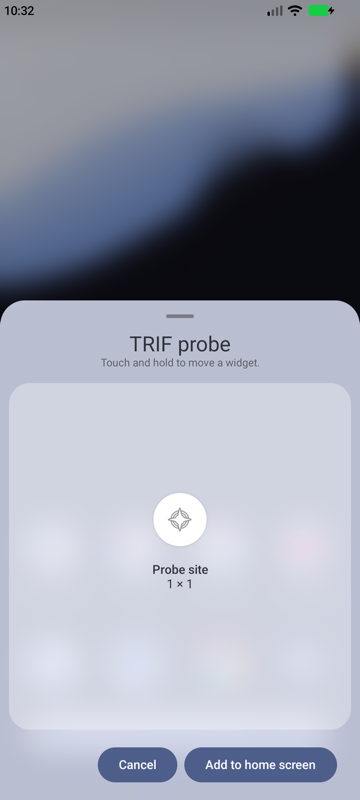 10:32
TRIF probe
Touch and hold to move a widget.
Probe site
1 × 1
Cancel
Add to home screen